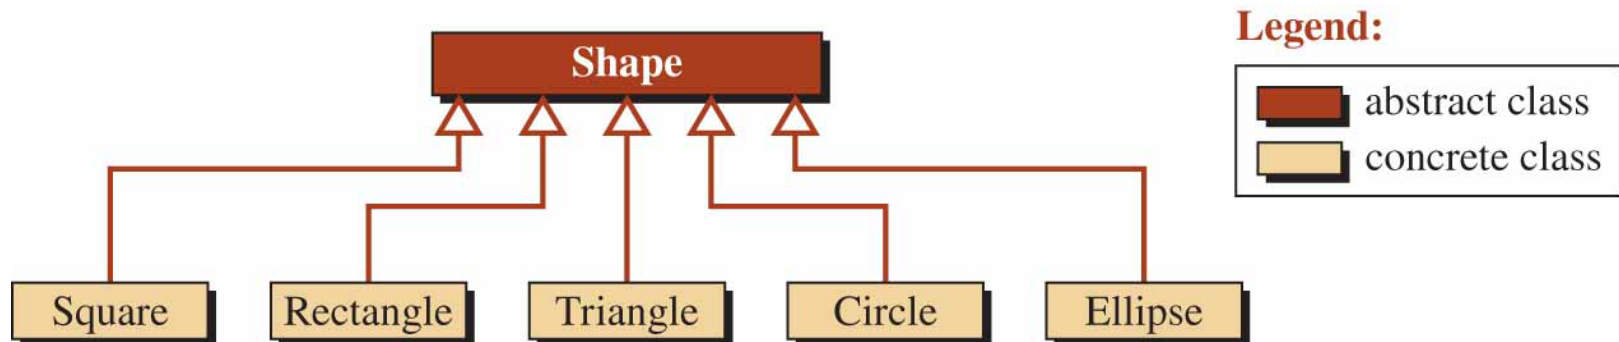 Legend:
Shape
abstract class
concrete class
Square
Rectangle
Triangle
Circle
Ellipse